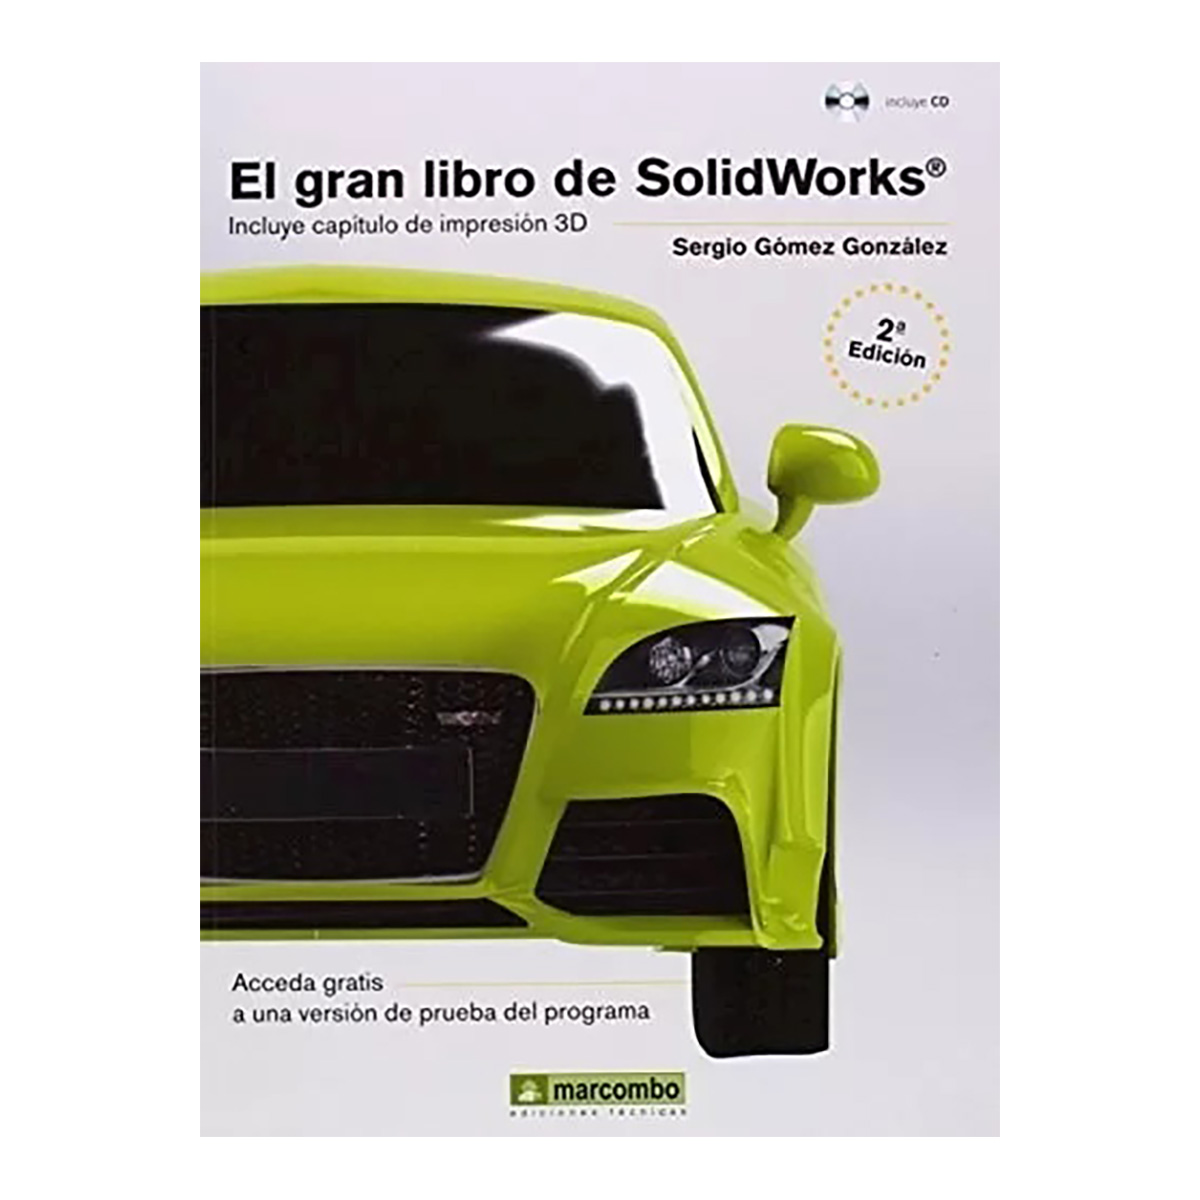 incluye CD
El gran libro de SolidWorks®
Incluye capítulo de impresión 3D
Sergio Gómez González
2ª
Edición
Acceda gratis
a una versión de prueba del programa
marcombo
ediciones técnicas